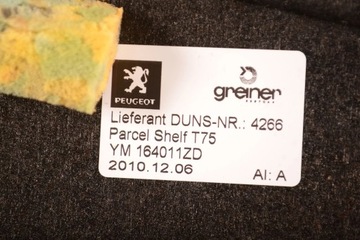 PEUGEOT
greiner
Lieferant DUNS-NR.: 4266
Parcel Shelf T75
YM 164011ZD
2010.12.06
AI: A